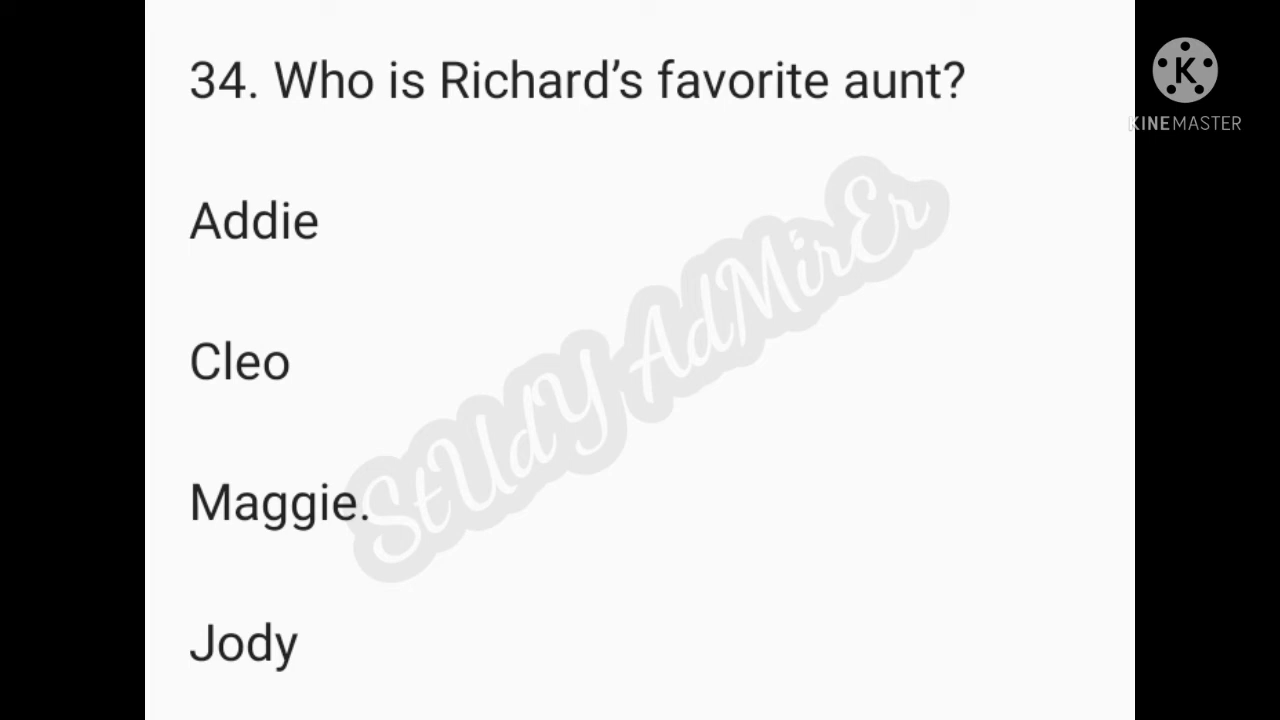 34. Who is Richard’s favorite aunt?
K
KINEMASTER
Addie
Cleo
Maggie.
Jody
StUdY AdMirEr